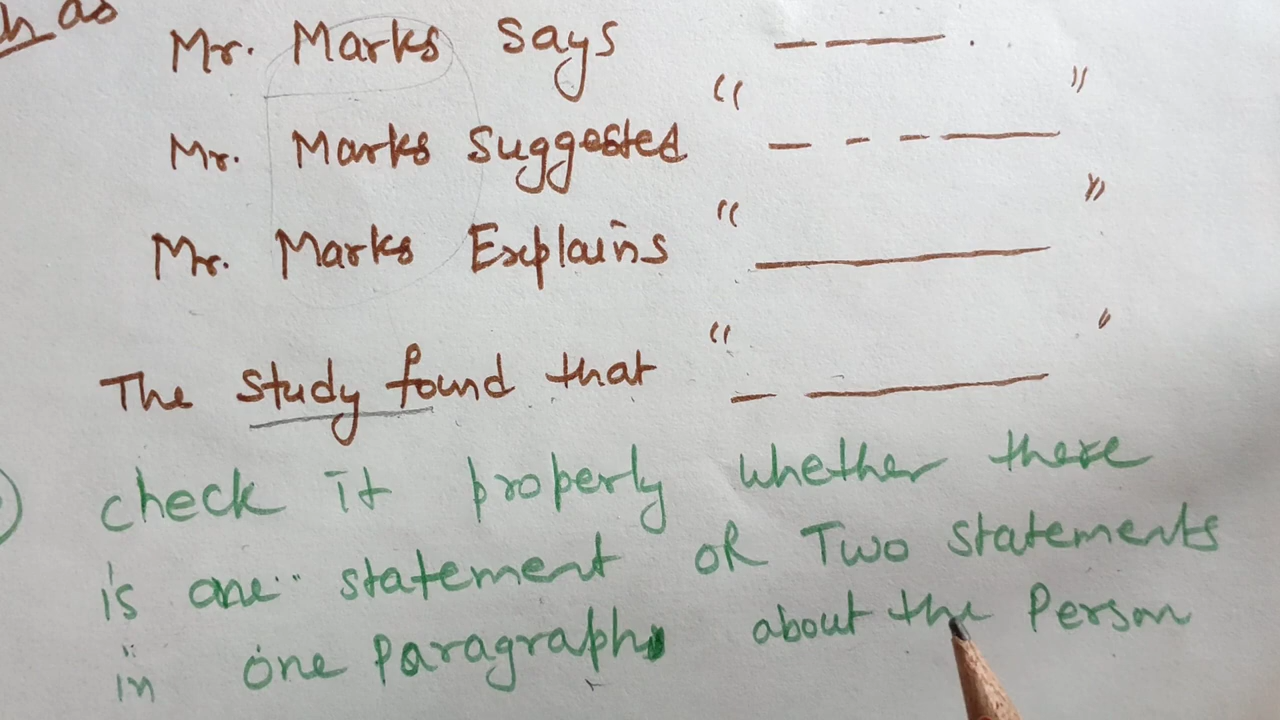 as
Mr. Marks says — —— .
Mr. Marks suggested “ — - - —— ”
Mr. Marks Explains “ ———— ”
The study found that “ — ——— ”
check it properly whether there
is one statement OR Two statements
in one paragraph, about the Person